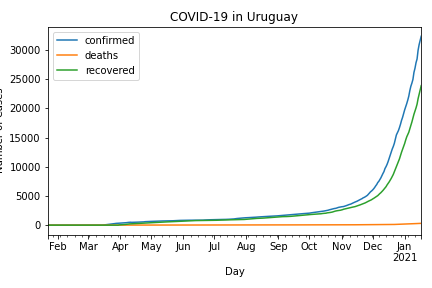 COVID-19 in Uruguay
confirmed
deaths
recovered
30000
25000
20000
15000
10000
5000
0
of cases
Feb Mar Apr May Jun Jul Aug Sep Oct Nov Dec Jan
2021
Day